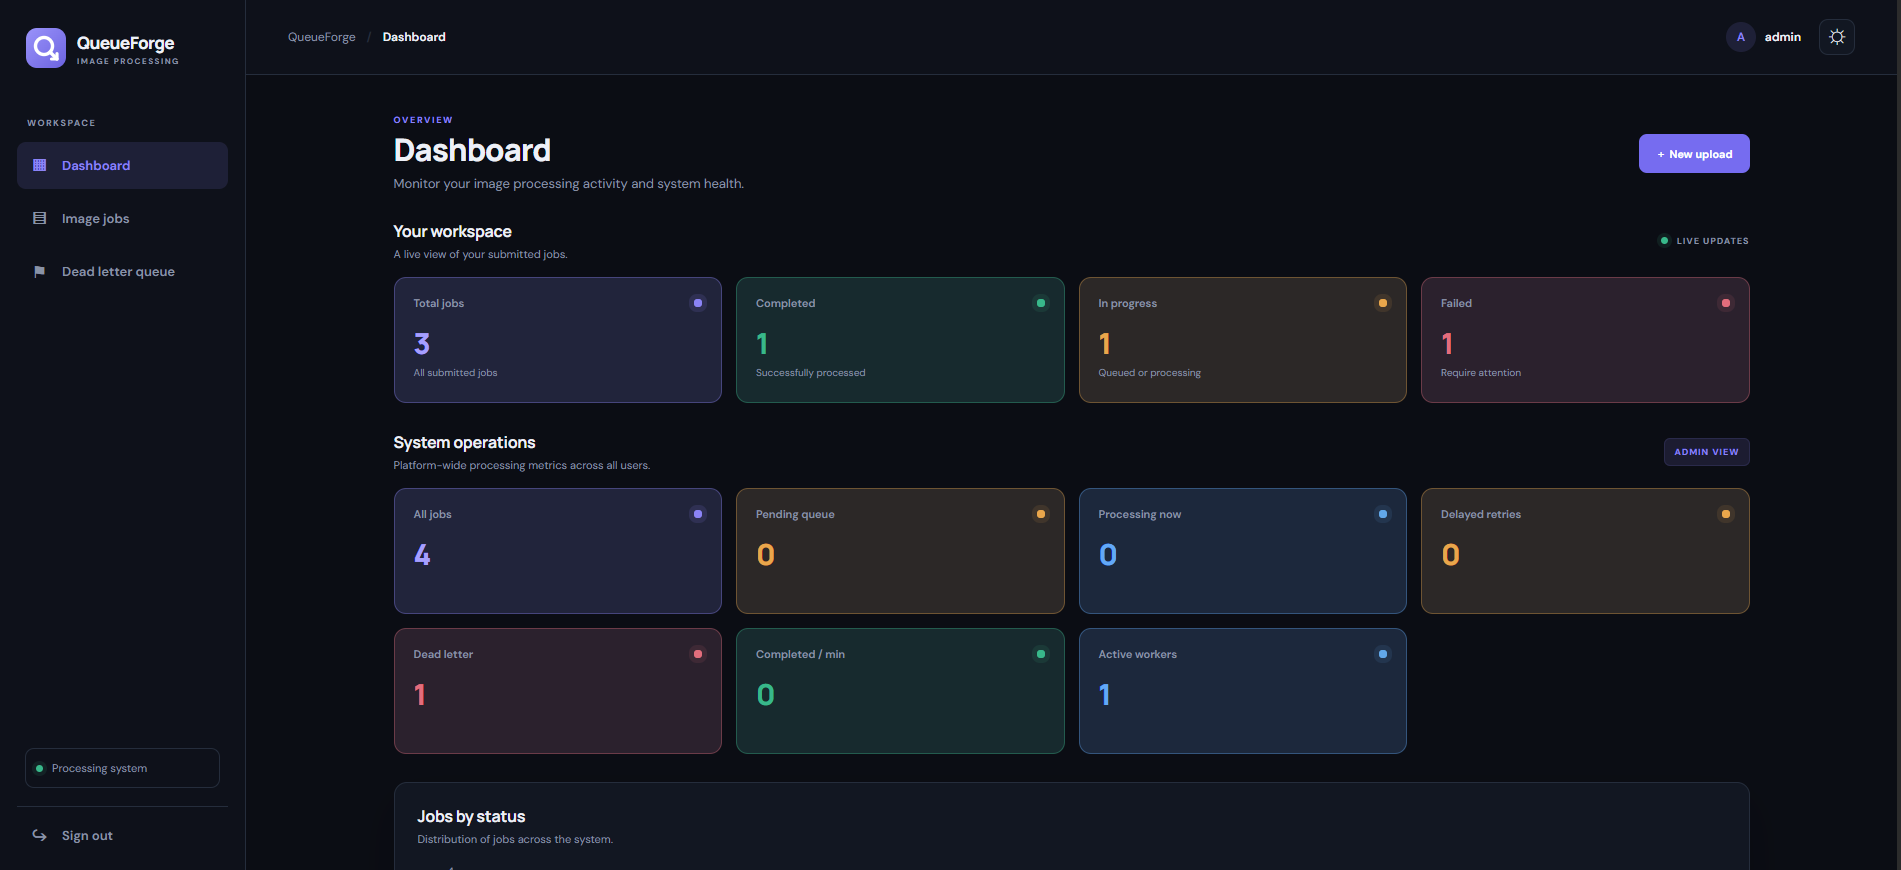 QueueForge
IMAGE PROCESSING
WORKSPACE
Dashboard
Image jobs
Dead letter queue
Processing system
Sign out
QueueForge / Dashboard
A admin
OVERVIEW
Dashboard
Monitor your image processing activity and system health.
+ New upload
Your workspace
A live view of your submitted jobs.
LIVE UPDATES
Total jobs
3
All submitted jobs
Completed
1
Successfully processed
In progress
1
Queued or processing
Failed
1
Require attention
System operations
Platform-wide processing metrics across all users.
ADMIN VIEW
All jobs
4
Pending queue
0
Processing now
0
Delayed retries
0
Dead letter
1
Completed / min
0
Active workers
1
Jobs by status
Distribution of jobs across the system.